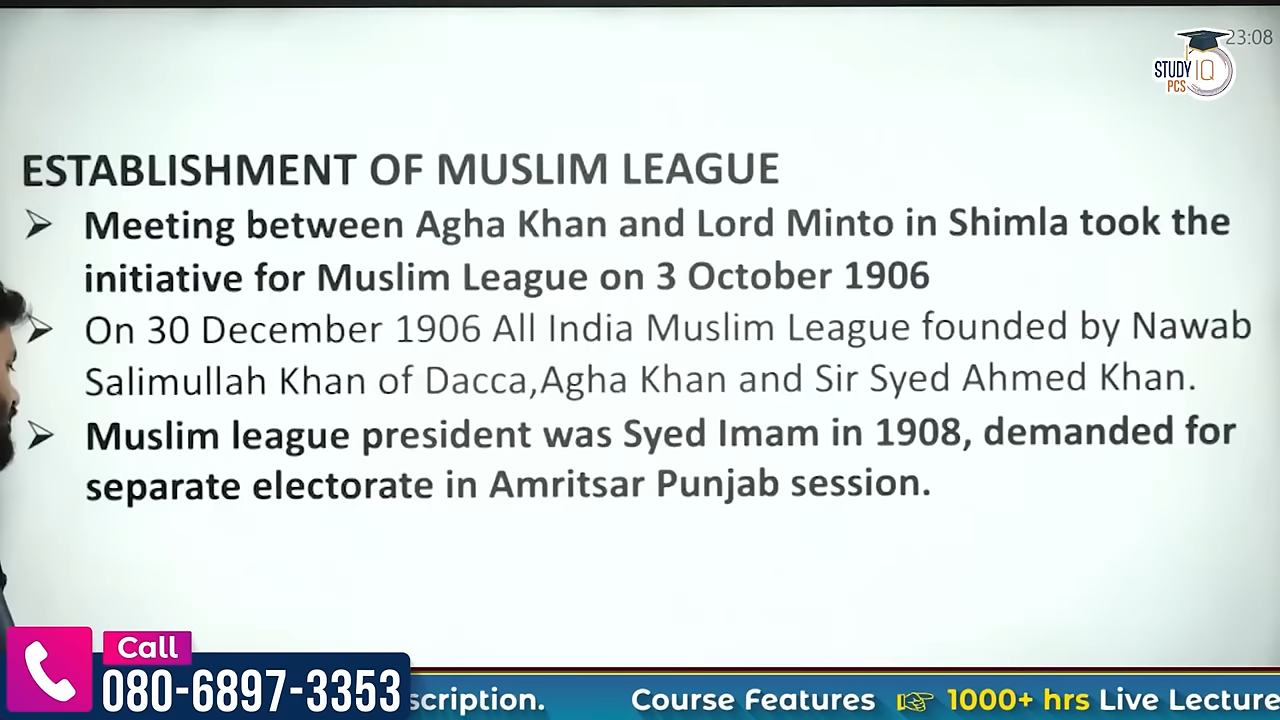 23:08
STUDY IQ
PCS
ESTABLISHMENT OF MUSLIM LEAGUE
Meeting between Agha Khan and Lord Minto in Shimla took the
initiative for Muslim League on 3 October 1906
On 30 December 1906 All India Muslim League founded by Nawab
Salimullah Khan of Dacca,Agha Khan and Sir Syed Ahmed Khan.
Muslim league president was Syed Imam in 1908, demanded for
separate electorate in Amritsar Punjab session.
Call
080-6897-3353
scription.
Course Features 1000+ hrs Live Lecture